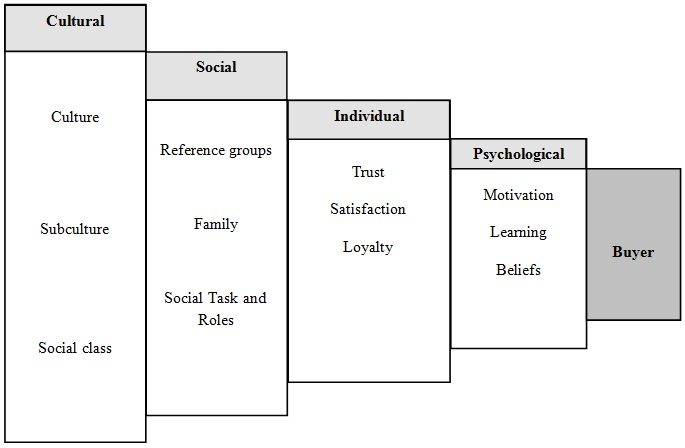 Cultural
Culture
Subculture
Social class
Social
Reference groups
Family
Social Task and
Roles
Individual
Trust
Satisfaction
Loyalty
Psychological
Motivation
Learning
Beliefs
Buyer